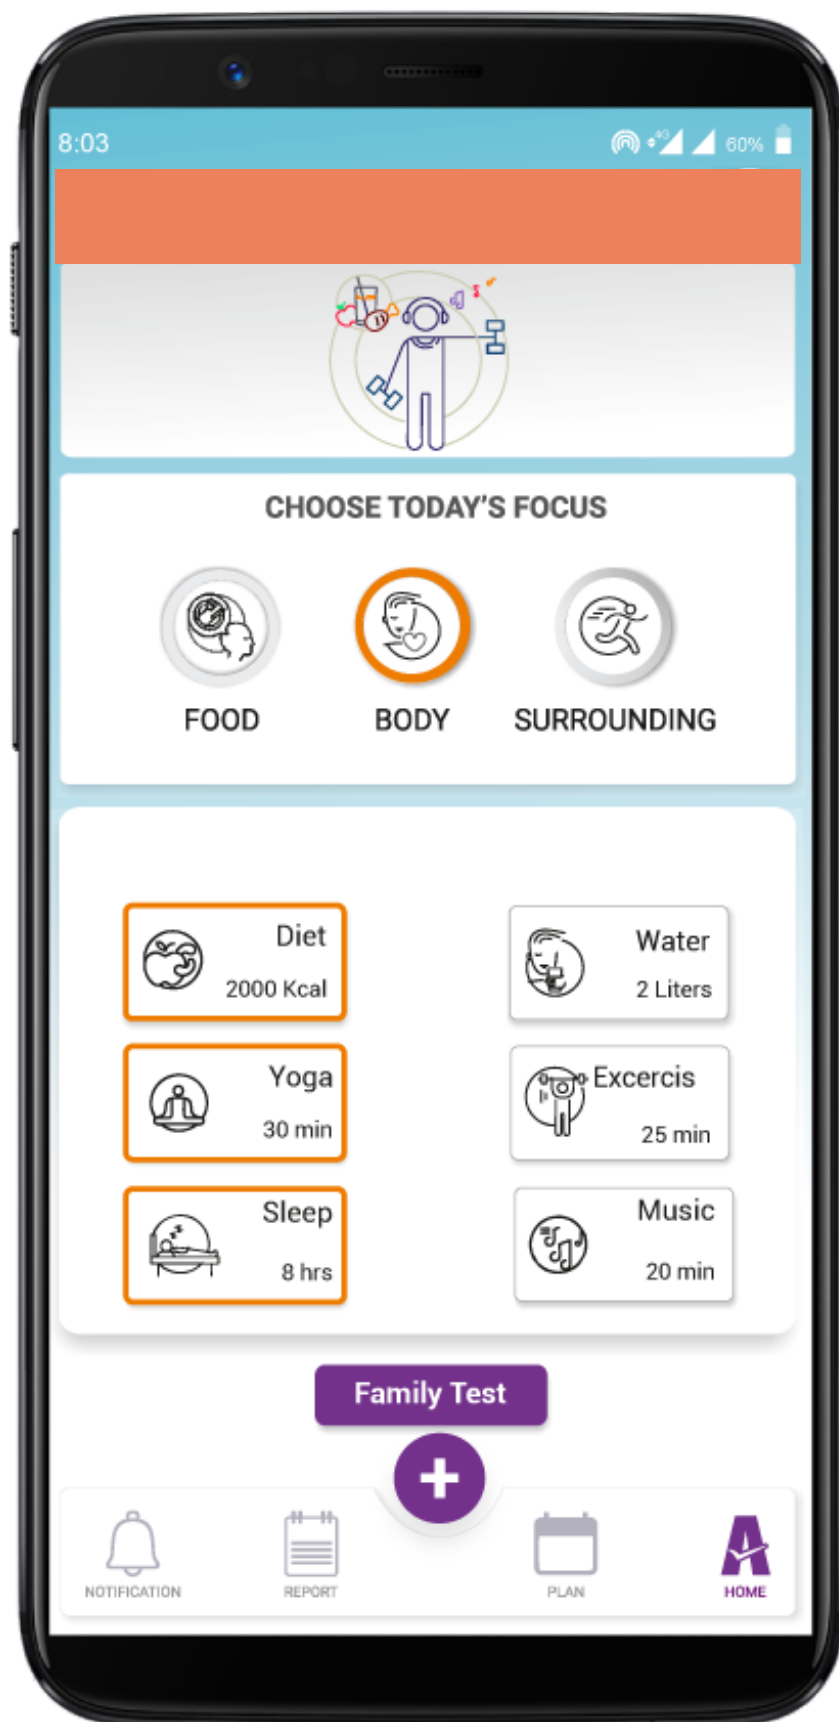 8:03
4G
60%
CHOOSE TODAY'S FOCUS
FOOD
BODY
SURROUNDING
Diet
2000 Kcal
Water
2 Liters
Yoga
30 min
Excercis
25 min
Sleep
8 hrs
Music
20 min
Family Test
NOTIFICATION
REPORT
PLAN
HOME